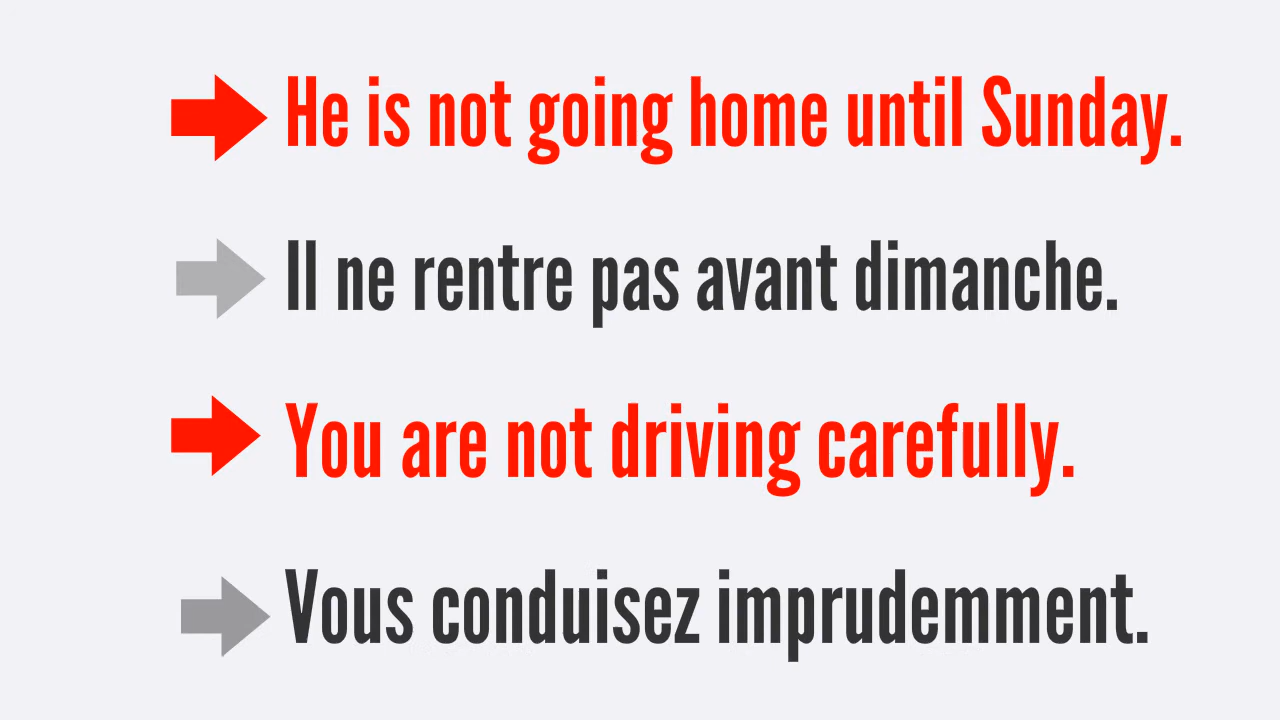 He is not going home until Sunday.
Il ne rentre pas avant dimanche.
You are not driving carefully.
Vous conduisez imprudemment.